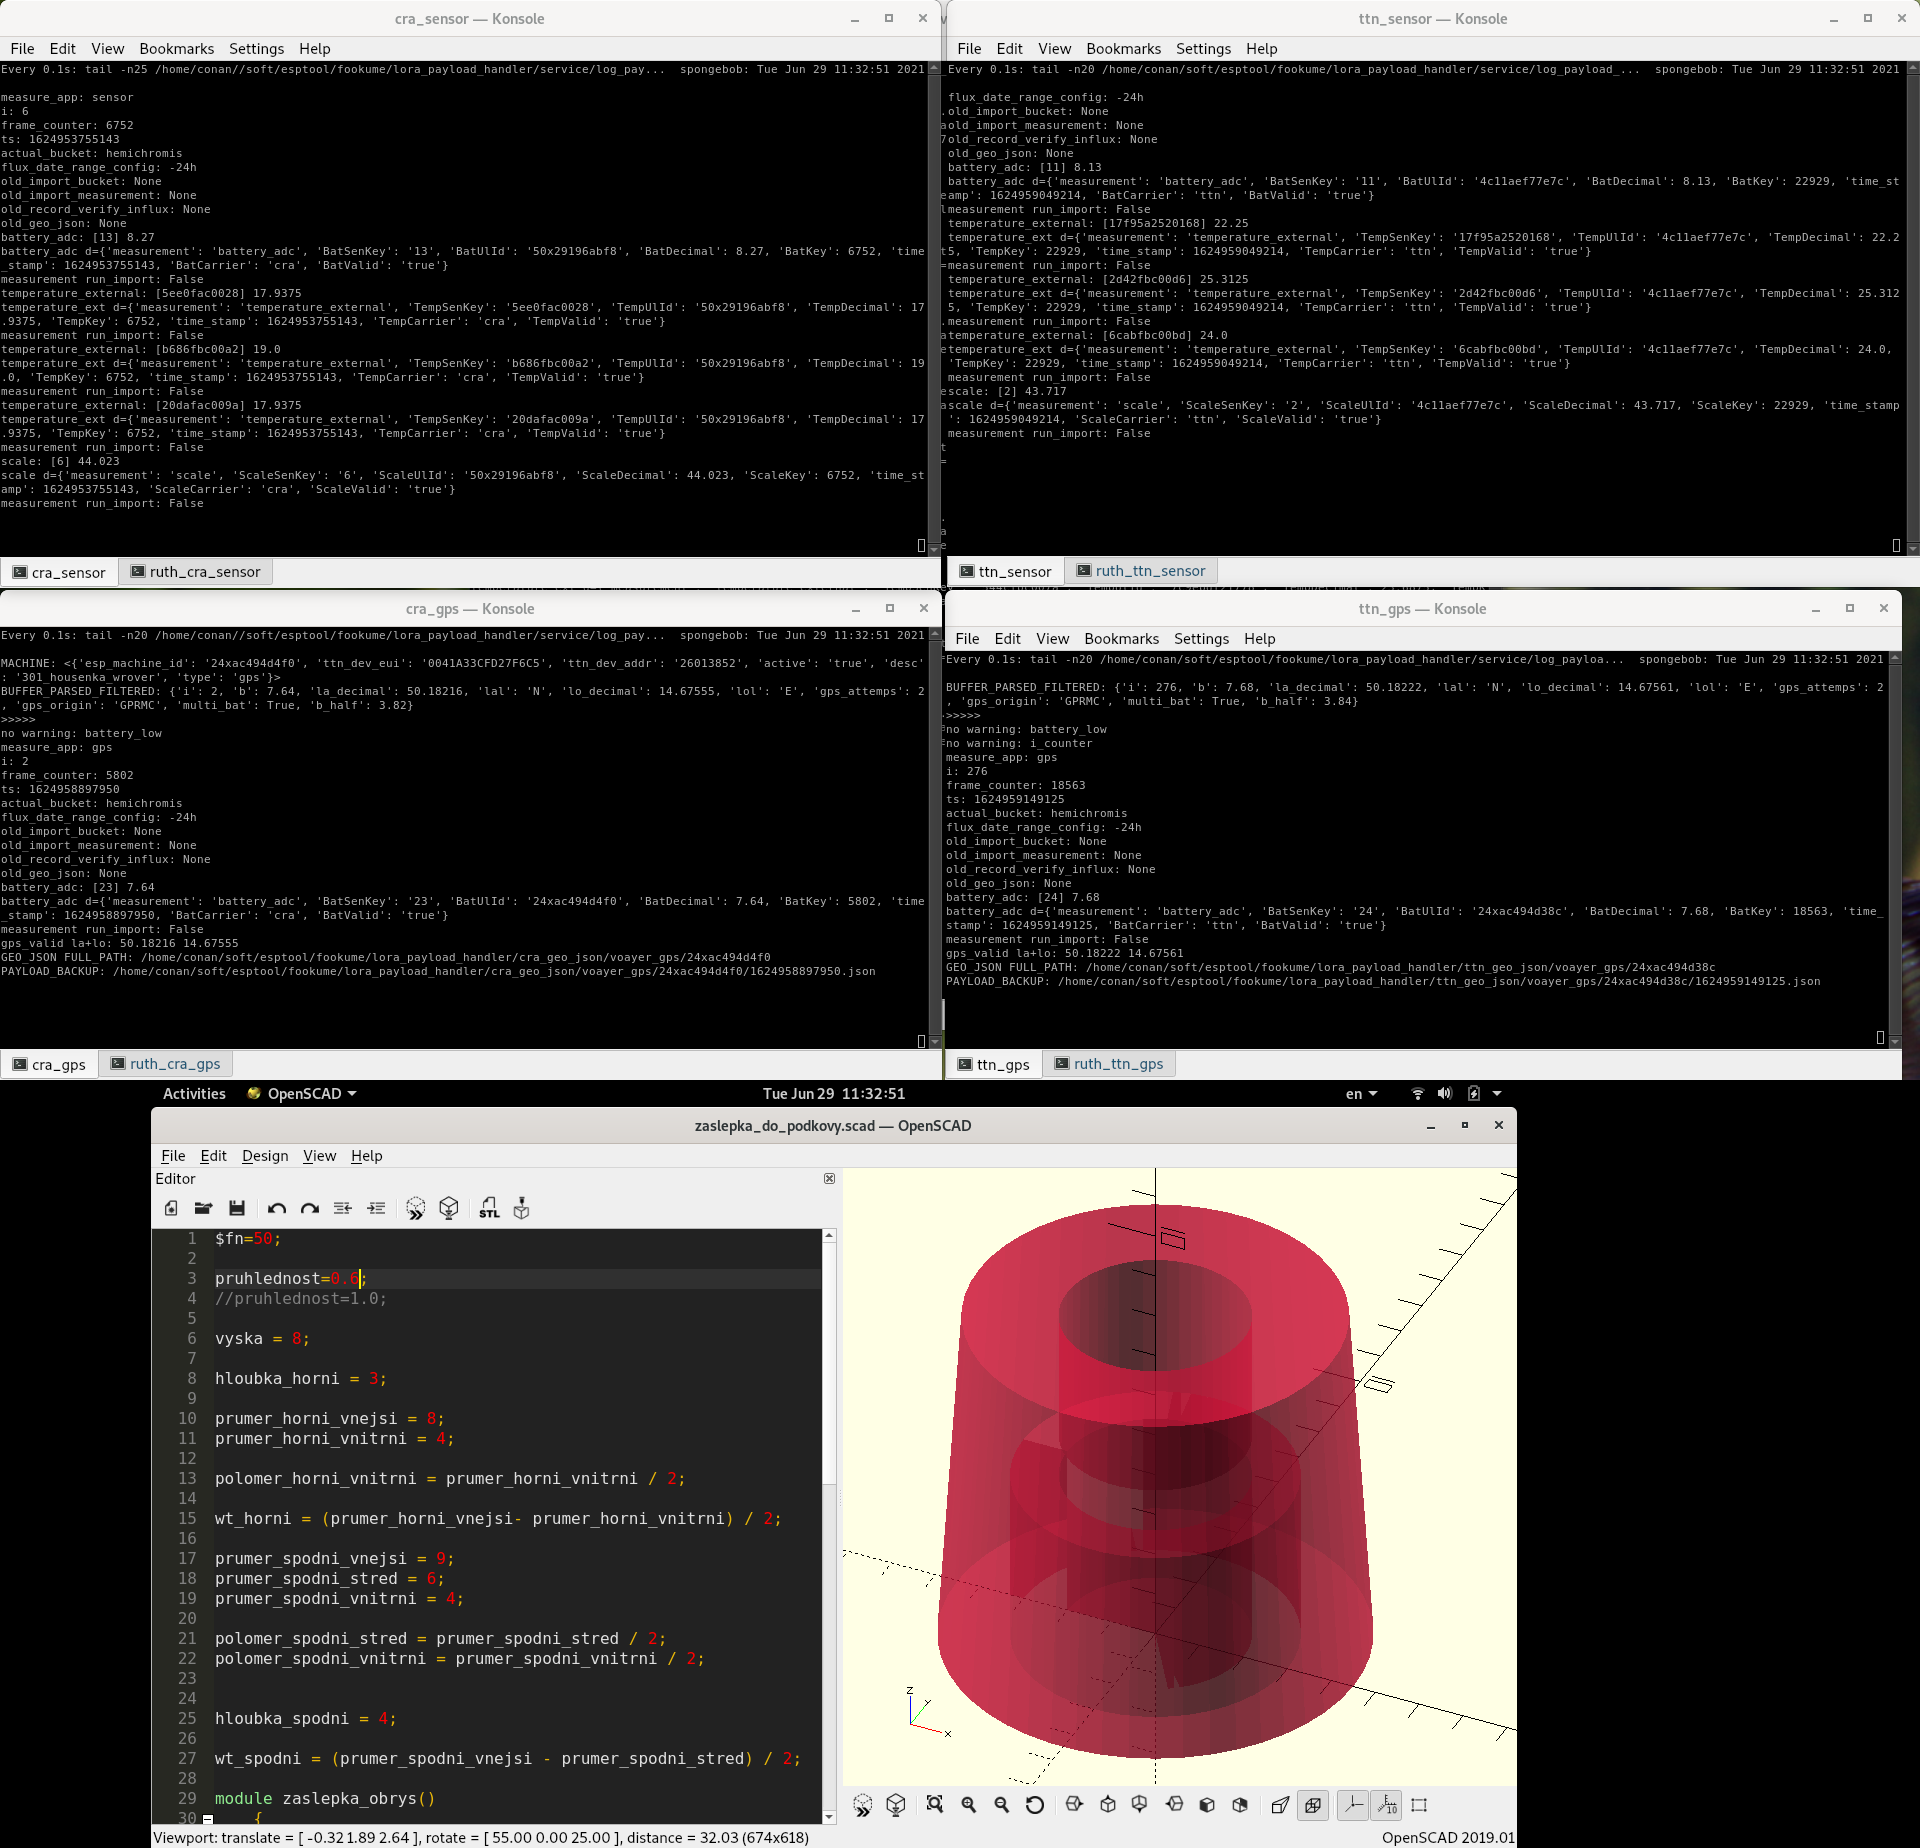 cra_sensor — Konsole
File Edit View Bookmarks Settings Help
Every 0.1s: tail -n25 /home/conan//soft/esptool/fookume/lora_payload_handler/service/log_pay... spongebob: Tue Jun 29 11:32:51 2021
measure_app: sensor
i: 6
frame_counter: 6752
ts: 1624953755143
actual_bucket: hemichromis
flux_date_range_config: -24h
old_import_bucket: None
old_import_measurement: None
old_record_verify_influx: None
old_geo_json: None
battery_adc: [13] 8.27
battery_adc d={'measurement': 'battery_adc', 'BatSenKey': '13', 'BatUlId': '50x29196abf8', 'BatDecimal': 8.27, 'BatKey': 6752, 'time
_stamp': 1624953755143, 'BatCarrier': 'cra', 'BatValid': 'true'}
measurement run_import: False
temperature_external: [5ee0fac0028] 17.9375
temperature_ext d={'measurement': 'temperature_external', 'TempSenKey': '5ee0fac0028', 'TempUlId': '50x29196abf8', 'TempDecimal': 17
.9375, 'TempKey': 6752, 'time_stamp': 1624953755143, 'TempCarrier': 'cra', 'TempValid': 'true'}
measurement run_import: False
temperature_external: [b686fbc00a2] 19.0
temperature_ext d={'measurement': 'temperature_external', 'TempSenKey': 'b686fbc00a2', 'TempUlId': '50x29196abf8', 'TempDecimal': 19
.0, 'TempKey': 6752, 'time_stamp': 1624953755143, 'TempCarrier': 'cra', 'TempValid': 'true'}
measurement run_import: False
temperature_external: [20dafac009a] 17.9375
temperature_ext d={'measurement': 'temperature_external', 'TempSenKey': '20dafac009a', 'TempUlId': '50x29196abf8', 'TempDecimal': 17
.9375, 'TempKey': 6752, 'time_stamp': 1624953755143, 'TempCarrier': 'cra', 'TempValid': 'true'}
measurement run_import: False
scale: [6] 44.023
scale d={'measurement': 'scale', 'ScaleSenKey': '6', 'ScaleUlId': '50x29196abf8', 'ScaleDecimal': 44.023, 'ScaleKey': 6752, 'time_st
amp': 1624953755143, 'ScaleCarrier': 'cra', 'ScaleValid': 'true'}
measurement run_import: False
cra_sensor ruth_cra_sensor
ttn_sensor — Konsole
File Edit View Bookmarks Settings Help
Every 0.1s: tail -n20 /home/conan/soft/esptool/fookume/lora_payload_handler/service/log_payload_... spongebob: Tue Jun 29 11:32:51 2021
flux_date_range_config: -24h
old_import_bucket: None
old_import_measurement: None
old_record_verify_influx: None
old_geo_json: None
battery_adc: [11] 8.13
battery_adc d={'measurement': 'battery_adc', 'BatSenKey': '11', 'BatUlId': '4c11aef77e7c', 'BatDecimal': 8.13, 'BatKey': 22929, 'time_st
amp': 1624959049214, 'BatCarrier': 'ttn', 'BatValid': 'true'}
measurement run_import: False
temperature_external: [17f95a2520168] 22.25
temperature_ext d={'measurement': 'temperature_external', 'TempSenKey': '17f95a2520168', 'TempUlId': '4c11aef77e7c', 'TempDecimal': 22.2
5, 'TempKey': 22929, 'time_stamp': 1624959049214, 'TempCarrier': 'ttn', 'TempValid': 'true'}
measurement run_import: False
temperature_external: [2d42fbc00d6] 25.3125
temperature_ext d={'measurement': 'temperature_external', 'TempSenKey': '2d42fbc00d6', 'TempUlId': '4c11aef77e7c', 'TempDecimal': 25.312
5, 'TempKey': 22929, 'time_stamp': 1624959049214, 'TempCarrier': 'ttn', 'TempValid': 'true'}
measurement run_import: False
temperature_external: [6cabfbc00bd] 24.0
temperature_ext d={'measurement': 'temperature_external', 'TempSenKey': '6cabfbc00bd', 'TempUlId': '4c11aef77e7c', 'TempDecimal': 24.0,
'TempKey': 22929, 'time_stamp': 1624959049214, 'TempCarrier': 'ttn', 'TempValid': 'true'}
measurement run_import: False
scale: [2] 43.717
scale d={'measurement': 'scale', 'ScaleSenKey': '2', 'ScaleUlId': '4c11aef77e7c', 'ScaleDecimal': 43.717, 'ScaleKey': 22929, 'time_stamp
': 1624959049214, 'ScaleCarrier': 'ttn', 'ScaleValid': 'true'}
measurement run_import: False
ttn_sensor ruth_ttn_sensor
cra_gps — Konsole
Every 0.1s: tail -n20 /home/conan/soft/esptool/fookume/lora_payload_handler/service/log_pay... spongebob: Tue Jun 29 11:32:51 2021
MACHINE: <{'esp_machine_id': '24xac494d4f0', 'ttn_dev_eui': '0041A33CFD27F6C5', 'ttn_dev_addr': '26013852', 'active': 'true', 'desc'
: '301_housenka_wrover', 'type': 'gps'}>
BUFFER_PARSED_FILTERED: {'i': 2, 'b': 7.64, 'la_decimal': 50.18216, 'lal': 'N', 'lo_decimal': 14.67555, 'lol': 'E', 'gps_attemps': 2
, 'gps_origin': 'GPRMC', 'multi_bat': True, 'b_half': 3.82}
>>>>>
no warning: battery_low
measure_app: gps
i: 2
frame_counter: 5802
ts: 1624958897950
actual_bucket: hemichromis
flux_date_range_config: -24h
old_import_bucket: None
old_import_measurement: None
old_record_verify_influx: None
old_geo_json: None
battery_adc: [23] 7.64
battery_adc d={'measurement': 'battery_adc', 'BatSenKey': '23', 'BatUlId': '24xac494d4f0', 'BatDecimal': 7.64, 'BatKey': 5802, 'time
_stamp': 1624958897950, 'BatCarrier': 'cra', 'BatValid': 'true'}
measurement run_import: False
gps_valid la+lo: 50.18216 14.67555
GEO_JSON FULL_PATH: /home/conan/soft/esptool/fookume/lora_payload_handler/cra_geo_json/voayer_gps/24xac494d4f0
PAYLOAD_BACKUP: /home/conan/soft/esptool/fookume/lora_payload_handler/cra_geo_json/voayer_gps/24xac494d4f0/1624958897950.json
cra_gps ruth_cra_gps
ttn_gps — Konsole
File Edit View Bookmarks Settings Help
Every 0.1s: tail -n20 /home/conan/soft/esptool/fookume/lora_payload_handler/service/log_payloa... spongebob: Tue Jun 29 11:32:51 2021
BUFFER_PARSED_FILTERED: {'i': 276, 'b': 7.68, 'la_decimal': 50.18222, 'lal': 'N', 'lo_decimal': 14.67561, 'lol': 'E', 'gps_attemps': 2
, 'gps_origin': 'GPRMC', 'multi_bat': True, 'b_half': 3.84}
>>>>>
no warning: battery_low
no warning: i_counter
measure_app: gps
i: 276
frame_counter: 18563
ts: 1624959149125
actual_bucket: hemichromis
flux_date_range_config: -24h
old_import_bucket: None
old_import_measurement: None
old_record_verify_influx: None
old_geo_json: None
battery_adc: [24] 7.68
battery_adc d={'measurement': 'battery_adc', 'BatSenKey': '24', 'BatUlId': '24xac494d38c', 'BatDecimal': 7.68, 'BatKey': 18563, 'time_
stamp': 1624959149125, 'BatCarrier': 'ttn', 'BatValid': 'true'}
measurement run_import: False
gps_valid la+lo: 50.18222 14.67561
GEO_JSON FULL_PATH: /home/conan/soft/esptool/fookume/lora_payload_handler/ttn_geo_json/voayer_gps/24xac494d38c
PAYLOAD_BACKUP: /home/conan/soft/esptool/fookume/lora_payload_handler/ttn_geo_json/voayer_gps/24xac494d38c/1624959149125.json
ttn_gps ruth_ttn_gps
Activities OpenSCAD Tue Jun 29 11:32:51 en
zaslepka_do_podkovy.scad — OpenSCAD
File Edit Design View Help
Editor
STL
1 $fn=50;
2
3 pruhlednost=0.6;
4 //pruhlednost=1.0;
5
6 vyska = 8;
7
8 hloubka_horni = 3;
9
10 prumer_horni_vnejsi = 8;
11 prumer_horni_vnitrni = 4;
12
13 polomer_horni_vnitrni = prumer_horni_vnitrni / 2;
14
15 wt_horni = (prumer_horni_vnejsi- prumer_horni_vnitrni) / 2;
16
17 prumer_spodni_vnejsi = 9;
18 prumer_spodni_stred = 6;
19 prumer_spodni_vnitrni = 4;
20
21 polomer_spodni_stred = prumer_spodni_stred / 2;
22 polomer_spodni_vnitrni = prumer_spodni_vnitrni / 2;
23
24
25 hloubka_spodni = 4;
26
27 wt_spodni = (prumer_spodni_vnejsi - prumer_spodni_stred) / 2;
28
29 module zaslepka_obrys()
30 {
z
y
x
10
Viewport: translate = [ -0.32 1.89 2.64 ], rotate = [ 55.00 0.00 25.00 ], distance = 32.03 (674x618)
OpenSCAD 2019.01